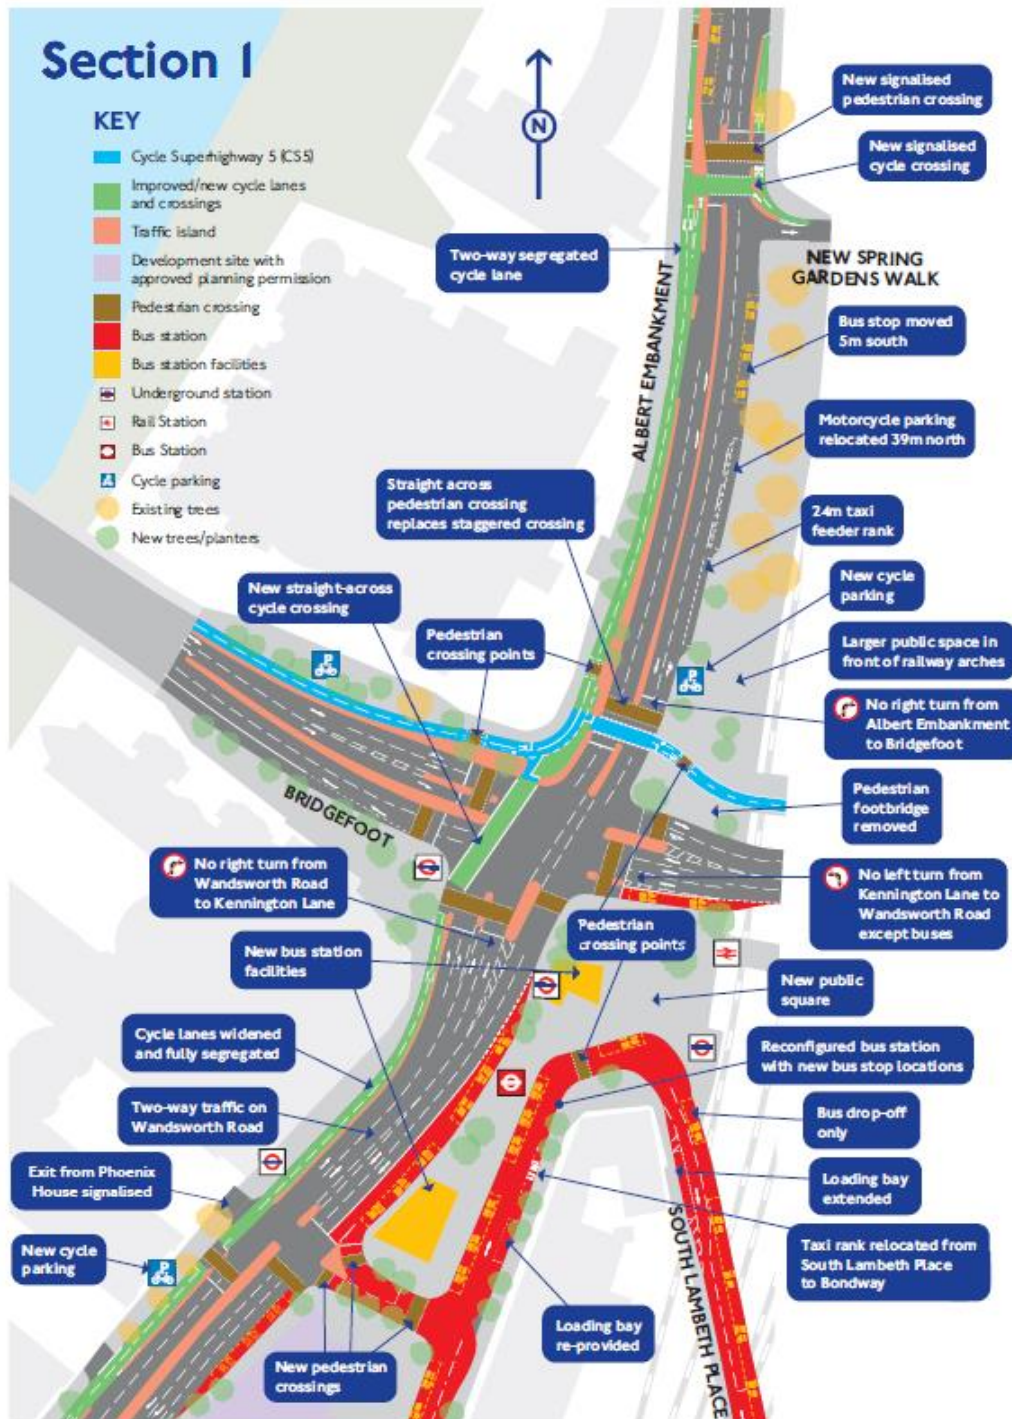 Section 1
KEY
Cycle Superhighway 5 (CS5)
Improved/new cycle lanes
and crossings
Traffic island
Development site with
approved planning permission
Pedestrian crossing
Bus station
Bus station facilities
Underground station
Rail Station
Bus Station
Cycle parking
Existing trees
New trees/planters
N
New signalised
pedestrian crossing
New signalised
cycle crossing
Two-way segregated
cycle lane
NEW SPRING
GARDENS WALK
ALBERT EMBANKMENT
Bus stop moved
5m south
Motorcycle parking
relocated 39m north
Straight across
pedestrian crossing
replaces staggered crossing
24m taxi
feeder rank
New straight-across
cycle crossing
New cycle
parking
Pedestrian
crossing points
Larger public space in
front of railway arches
No right turn from
Albert Embankment
to Bridgefoot
BRIDGEFOOT
Pedestrian
footbridge
removed
No right turn from
Wandsworth Road
to Kennington Lane
No left turn from
Kennington Lane to
Wandsworth Road
except buses
Pedestrian
crossing points
New bus station
facilities
New public
square
Cycle lanes widened
and fully segregated
Reconfigured bus station
with new bus stop locations
Two-way traffic on
Wandsworth Road
Bus drop-off
only
Exit from Phoenix
House signalised
Loading bay
extended
SOUTH LAMBETH PLACE
New cycle
parking
Taxi rank relocated from
South Lambeth Place
to Bondway
Loading bay
re-provided
New pedestrian
crossings